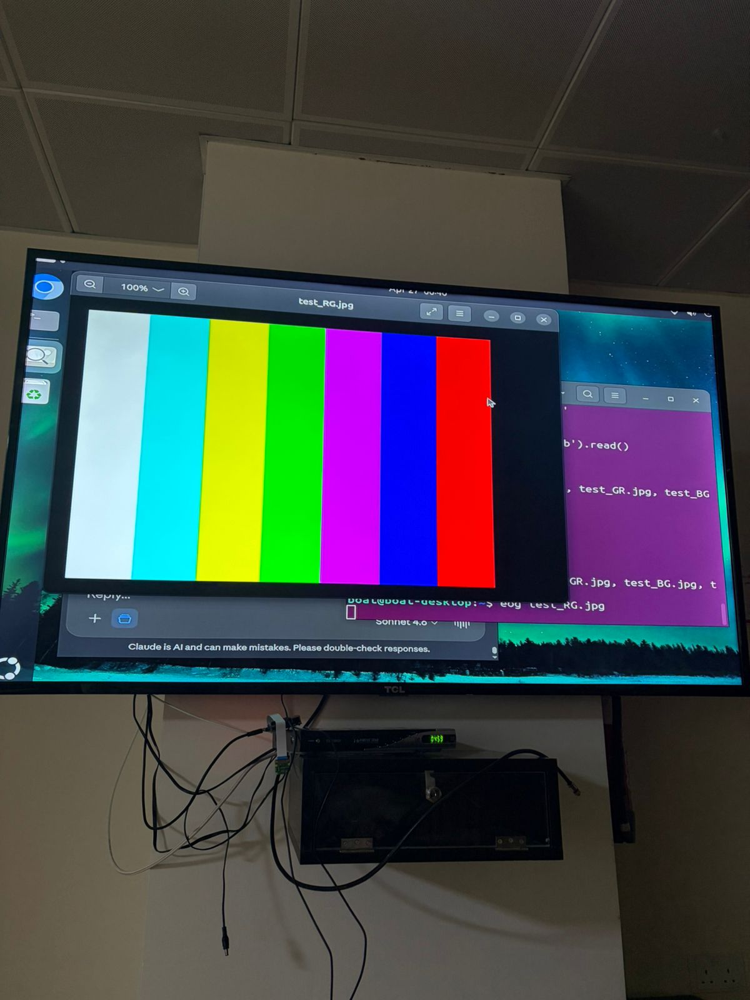 100%
test_RG.jpg
Apr 27
b').read()
, test_GR.jpg, test_BG
GR.jpg, test_BG.jpg, t
boat@boat-desktop:~$ eog test_RG.jpg
Reply...
Sonnet 4.6
Claude is AI and can make mistakes. Please double-check responses.
TCL
0459